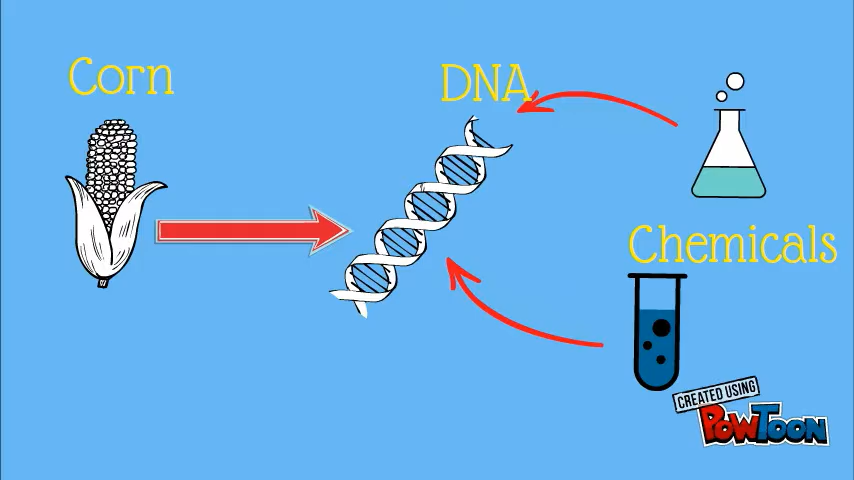 Corn
DNA
Chemicals
CREATED USING
POWTOON